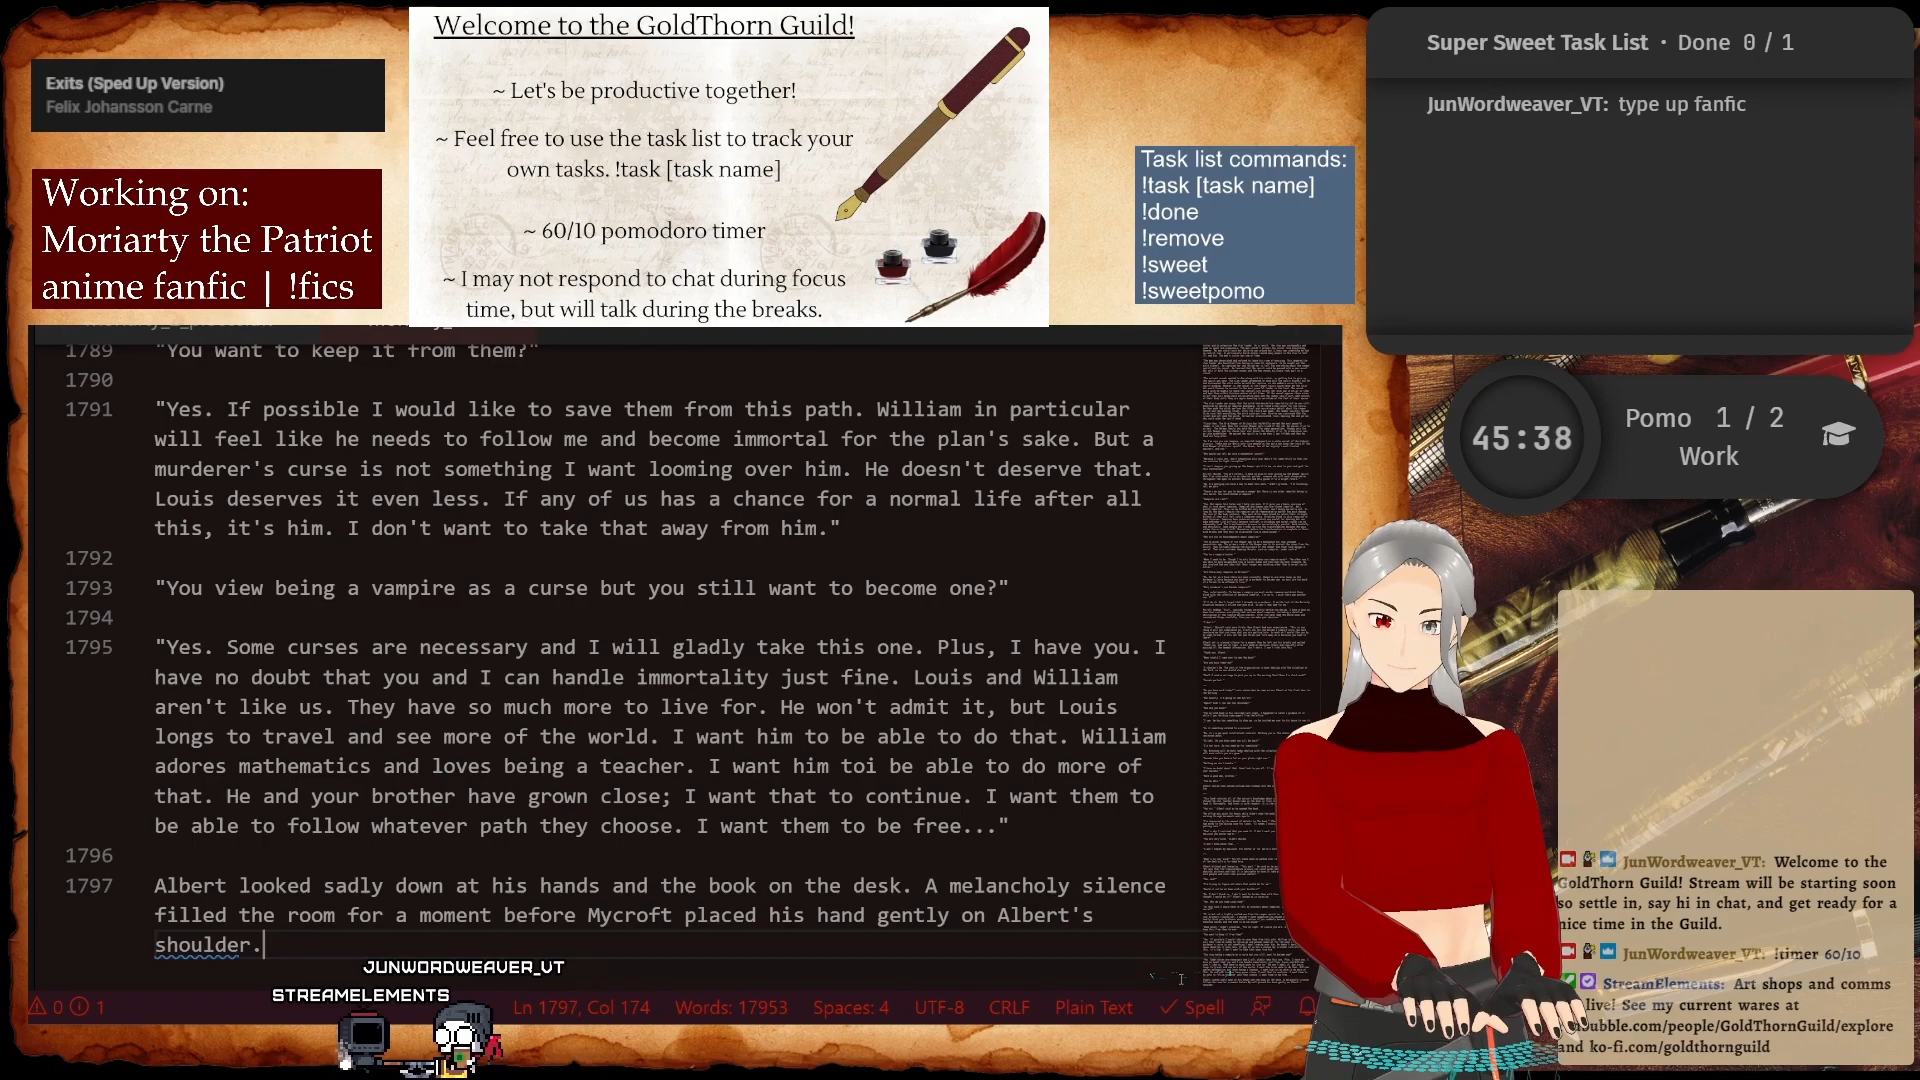 Welcome to the GoldThorn Guild!
~ Let's be productive together!
~ Feel free to use the task list to track your
own tasks. !task [task name]
~ 60/10 pomodoro timer
~ I may not respond to chat during focus
time, but will talk during the breaks.
Exits (Sped Up Version)
Felix Johansson Carne
Working on:
Moriarty the Patriot
anime fanfic | !fics
Task list commands:
!task [task name]
!done
!remove
!sweet
!sweetpomo
Super Sweet Task List · Done 0 / 1
JunWordweaver_VT: type up fanfic
45:38
Pomo 1 / 2
Work
1789 "You want to keep it from them?"
1790
1791 "Yes. If possible I would like to save them from this path. William in particular
will feel like he needs to follow me and become immortal for the plan's sake. But a
murderer's curse is not something I want looming over him. He doesn't deserve that.
Louis deserves it even less. If any of us has a chance for a normal life after all
this, it's him. I don't want to take that away from him."
1792
1793 "You view being a vampire as a curse but you still want to become one?"
1794
1795 "Yes. Some curses are necessary and I will gladly take this one. Plus, I have you. I
have no doubt that you and I can handle immortality just fine. Louis and William
aren't like us. They have so much more to live for. He won't admit it, but Louis
longs to travel and see more of the world. I want him to be able to do that. William
adores mathematics and loves being a teacher. I want him toi be able to do more of
that. He and your brother have grown close; I want that to continue. I want them to
be able to follow whatever path they choose. I want them to be free..."
1796
1797 Albert looked sadly down at his hands and the book on the desk. A melancholy silence
filled the room for a moment before Mycroft placed his hand gently on Albert's
shoulder.
JUNWORDWEAVER_VT
STREAMELEMENTS
0 1 Ln 1797, Col 174 Words: 17953 Spaces: 4 UTF-8 CRLF Plain Text Spell
JunWordweaver_VT: Welcome to the
GoldThorn Guild! Stream will be starting soon
so settle in, say hi in chat, and get ready for a
nice time in the Guild.
JunWordweaver_VT: !timer 60/10
StreamElements: Art shops and comms
live! See my current wares at
/people/GoldThornGuild/explore
and ko-fi.com/goldthornguild